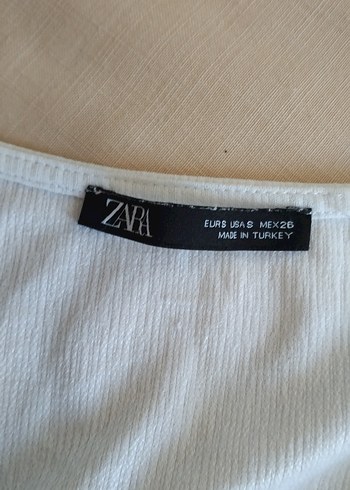 ZARA
EUR S USA S MEX 26
MADE IN TURKEY